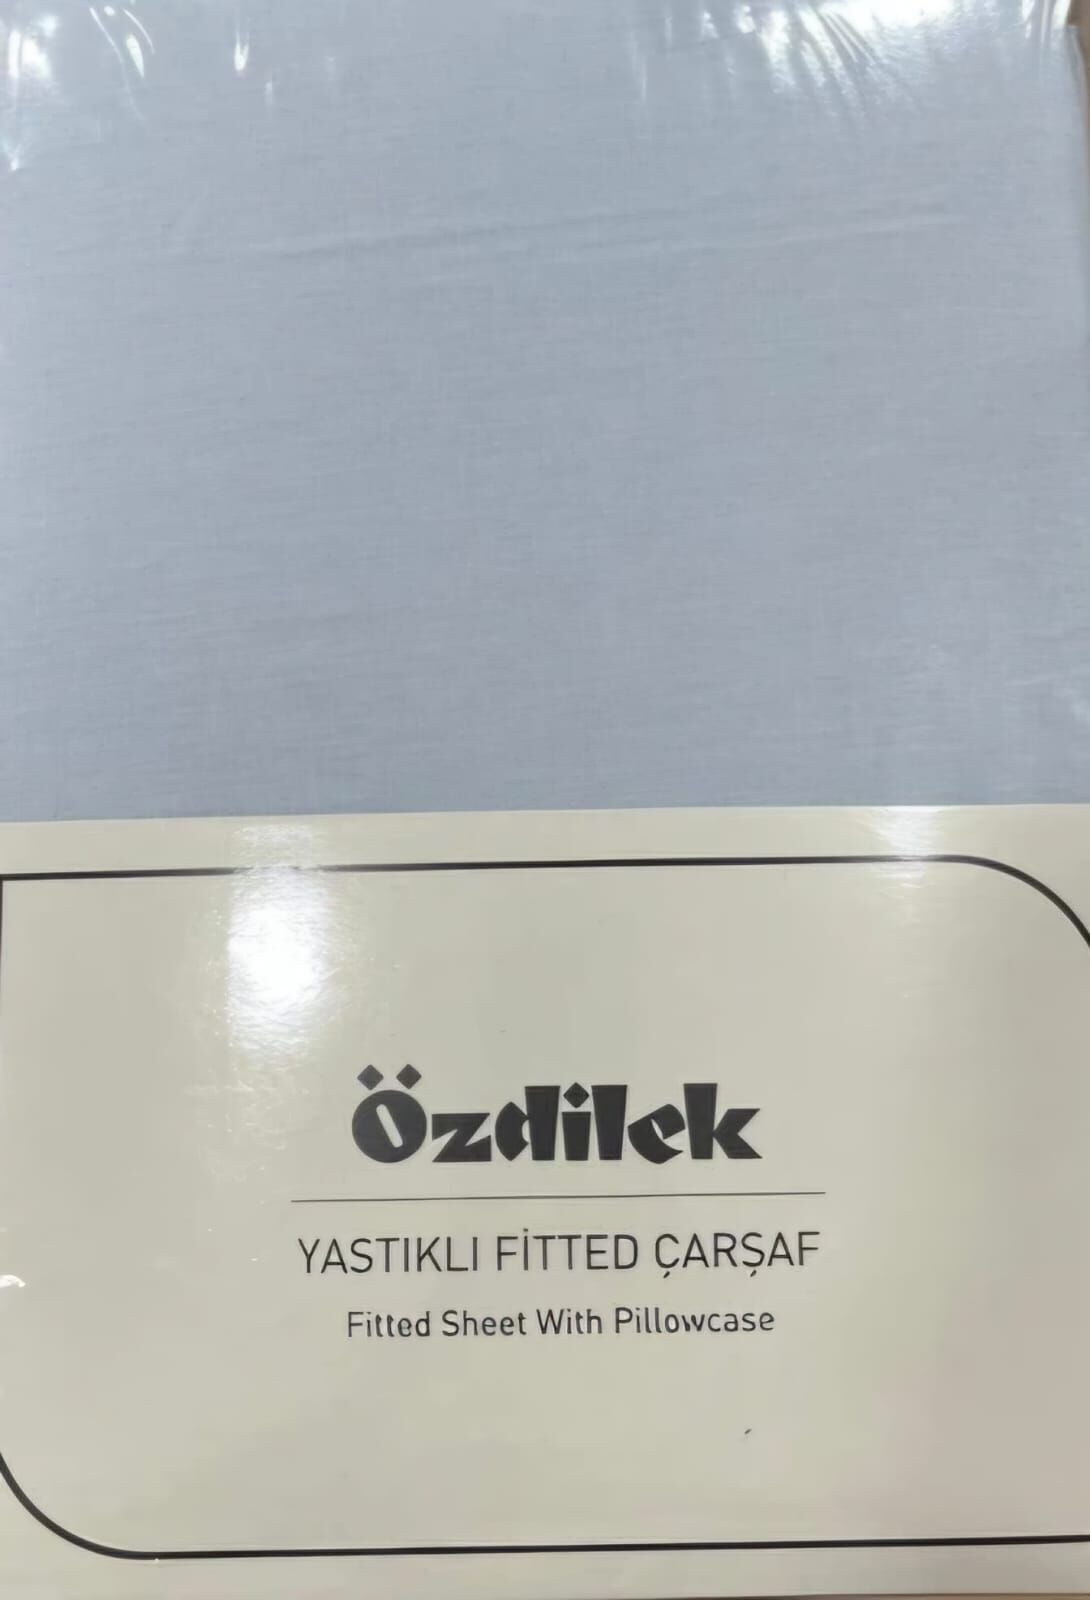 Özdilek
YASTIKLI FİTTED ÇARŞAF
Fitted Sheet With Pillowcase